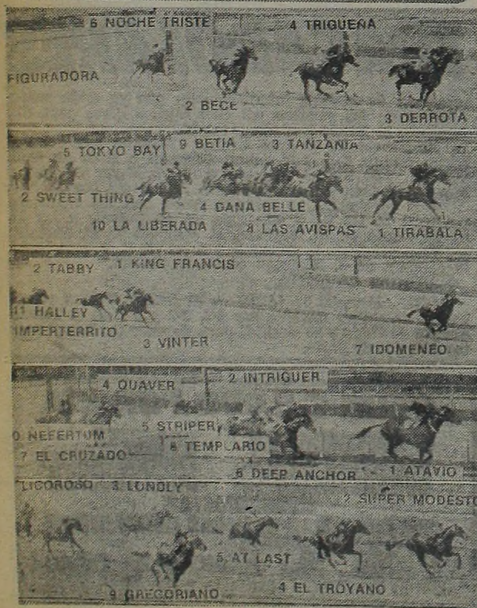 6 NOCHE TRISTE 4 TRIGUEÑA
FIGURADORA
2 BECE
3 DERROTA
5 TOKYO BAY 9 BETIA 3 TANZANIA
2 SWEET THING
4 DANA BELLE
10 LA LIBERADA 8 LAS AVISPAS 1 TIRABALA
2 TABBY 1 KING FRANCIS
11 HALLEY
IMPERTERRITO
3 VINTER
7 IDOMENEO
4 QUAVER 2 INTRIGUER
5 STRIPER
0 NEFERTUM
8 TEMPLARIO
7 EL CRUZADO
6 DEEP ANCHOR 1 ATAVIO
LICOROSO 3 LONDLY
2 SUPER MODESTO
5 AT LAST
9 GREGORIANO 4 EL TROYANO